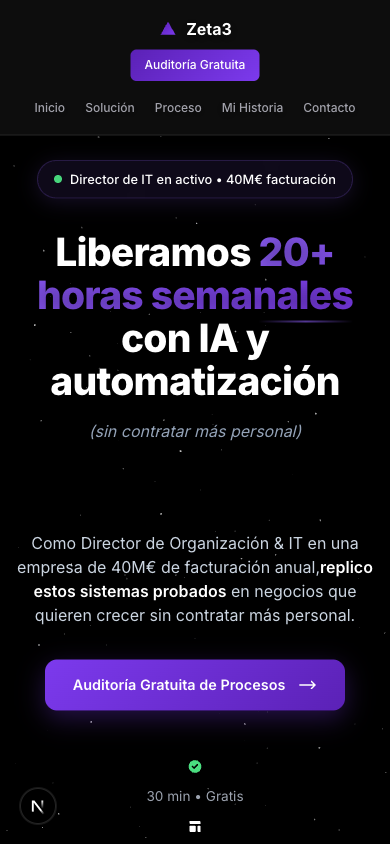 Zeta3
Auditoría Gratuita
Inicio Solución Proceso Mi Historia Contacto
Director de IT en activo • 40M€ facturación
Liberamos 20+
horas semanales
con IA y
automatización
(sin contratar más personal)
Como Director de Organización & IT en una
empresa de 40M€ de facturación anual,replico
estos sistemas probados en negocios que
quieren crecer sin contratar más personal.
Auditoría Gratuita de Procesos →
30 min • Gratis
N